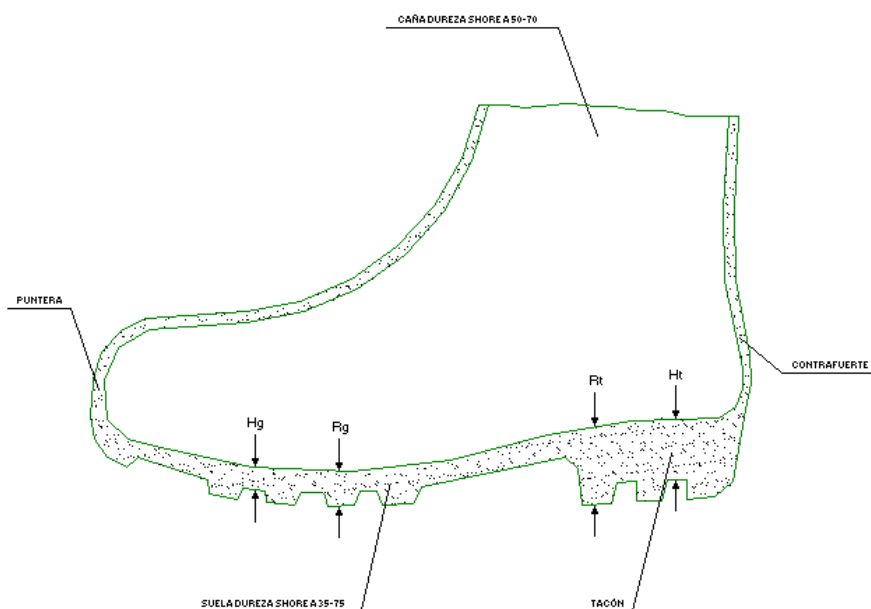 CAÑA DUREZA SHORE A 50-70
PUNTERA
CONTRAFUERTE
Rt
Ht
Hg
Rg
SUELA DUREZA SHORE A 35-75
TACÓN